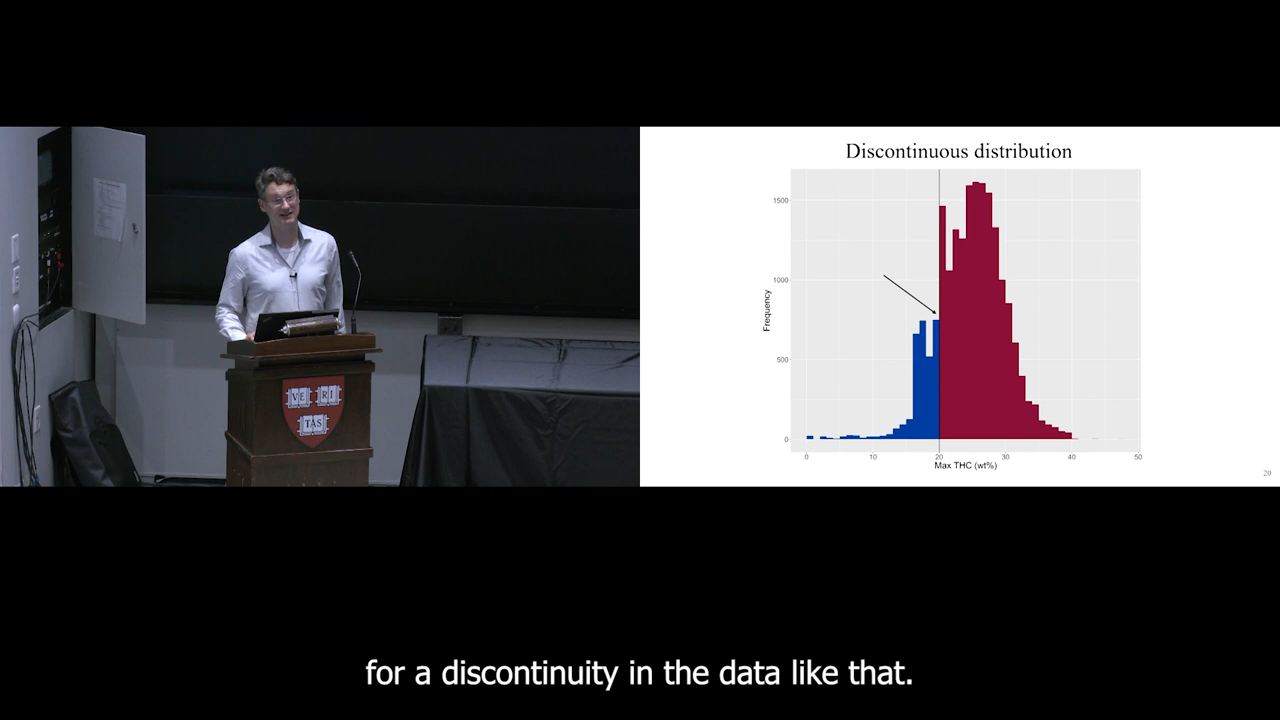 VE RI
TAS
Discontinuous distribution
1500
1000
500
0
Frequency
0 10 20 30 40 50
Max THC (wt%)
20
for a discontinuity in the data like that.